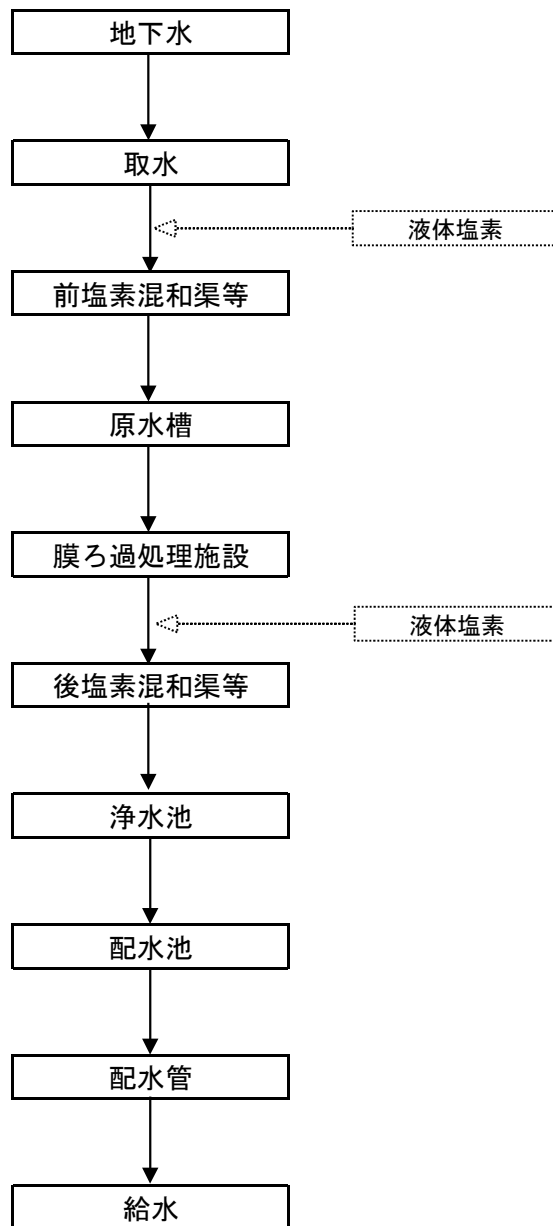 地下水
取水
液体塩素
前塩素混和渠等
原水槽
膜ろ過処理施設
液体塩素
後塩素混和渠等
浄水池
配水池
配水管
給水